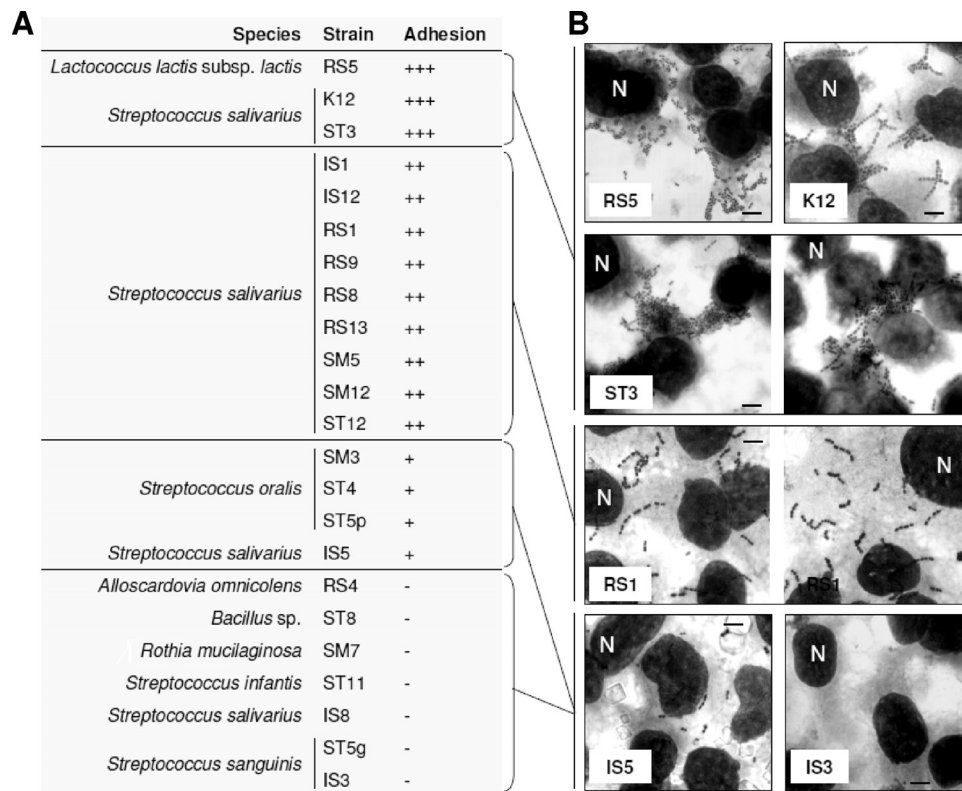 A
Species Strain Adhesion
Lactococcus lactis subsp. lactis RS5 +++
Streptococcus salivarius
K12 +++
ST3 +++
Streptococcus salivarius
IS1 ++
IS12 ++
RS1 ++
RS9 ++
RS8 ++
RS13 ++
SM5 ++
SM12 ++
ST12 ++
Streptococcus oralis
SM3 +
ST4 +
ST5p +
Streptococcus salivarius IS5 +
Alloscardovia omnicolens RS4 -
Bacillus sp. ST8 -
Rothia mucilaginosa SM7 -
Streptococcus infantis ST11 -
Streptococcus salivarius IS8 -
Streptococcus sanguinis
ST5g -
IS3 -
B
N
RS5
N
K12
N
ST3
N
N
RS1
N
RS1
N
IS5
N
IS3